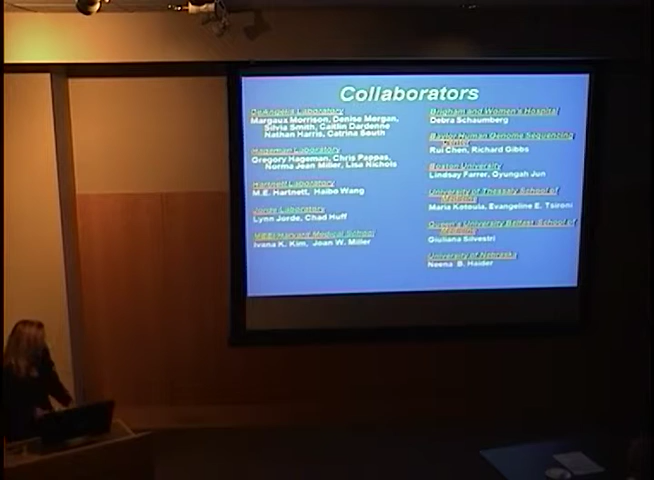 Collaborators
DeAngelis Laboratory
Margaux Morrison, Denise Morgan,
Silvia Smith, Caitlin Dardenne
Nathan Harris, Catrina South
Hageman Laboratory
Gregory Hageman, Chris Pappas,
Norma Jean Miller, Lisa Nichols
Hartnett Laboratory
M.E. Hartnett, Haibo Wang
Jorde Laboratory
Lynn Jorde, Chad Huff
MEEI Harvard Medical School
Ivana K. Kim, Joan W. Miller
Brigham and Women's Hospital
Debra Schaumberg
Baylor Human Genome Sequencing
Center
Rui Chen, Richard Gibbs
Boston University
Lindsay Farrer, Gyungah Jun
University of Thessaly School of
Medicine
Maria Kotoula, Evangeline E. Tsironi
Queen's University Belfast School of
Medicine
Giuliana Silvestri
University of Nebraska
Neena B. Haider